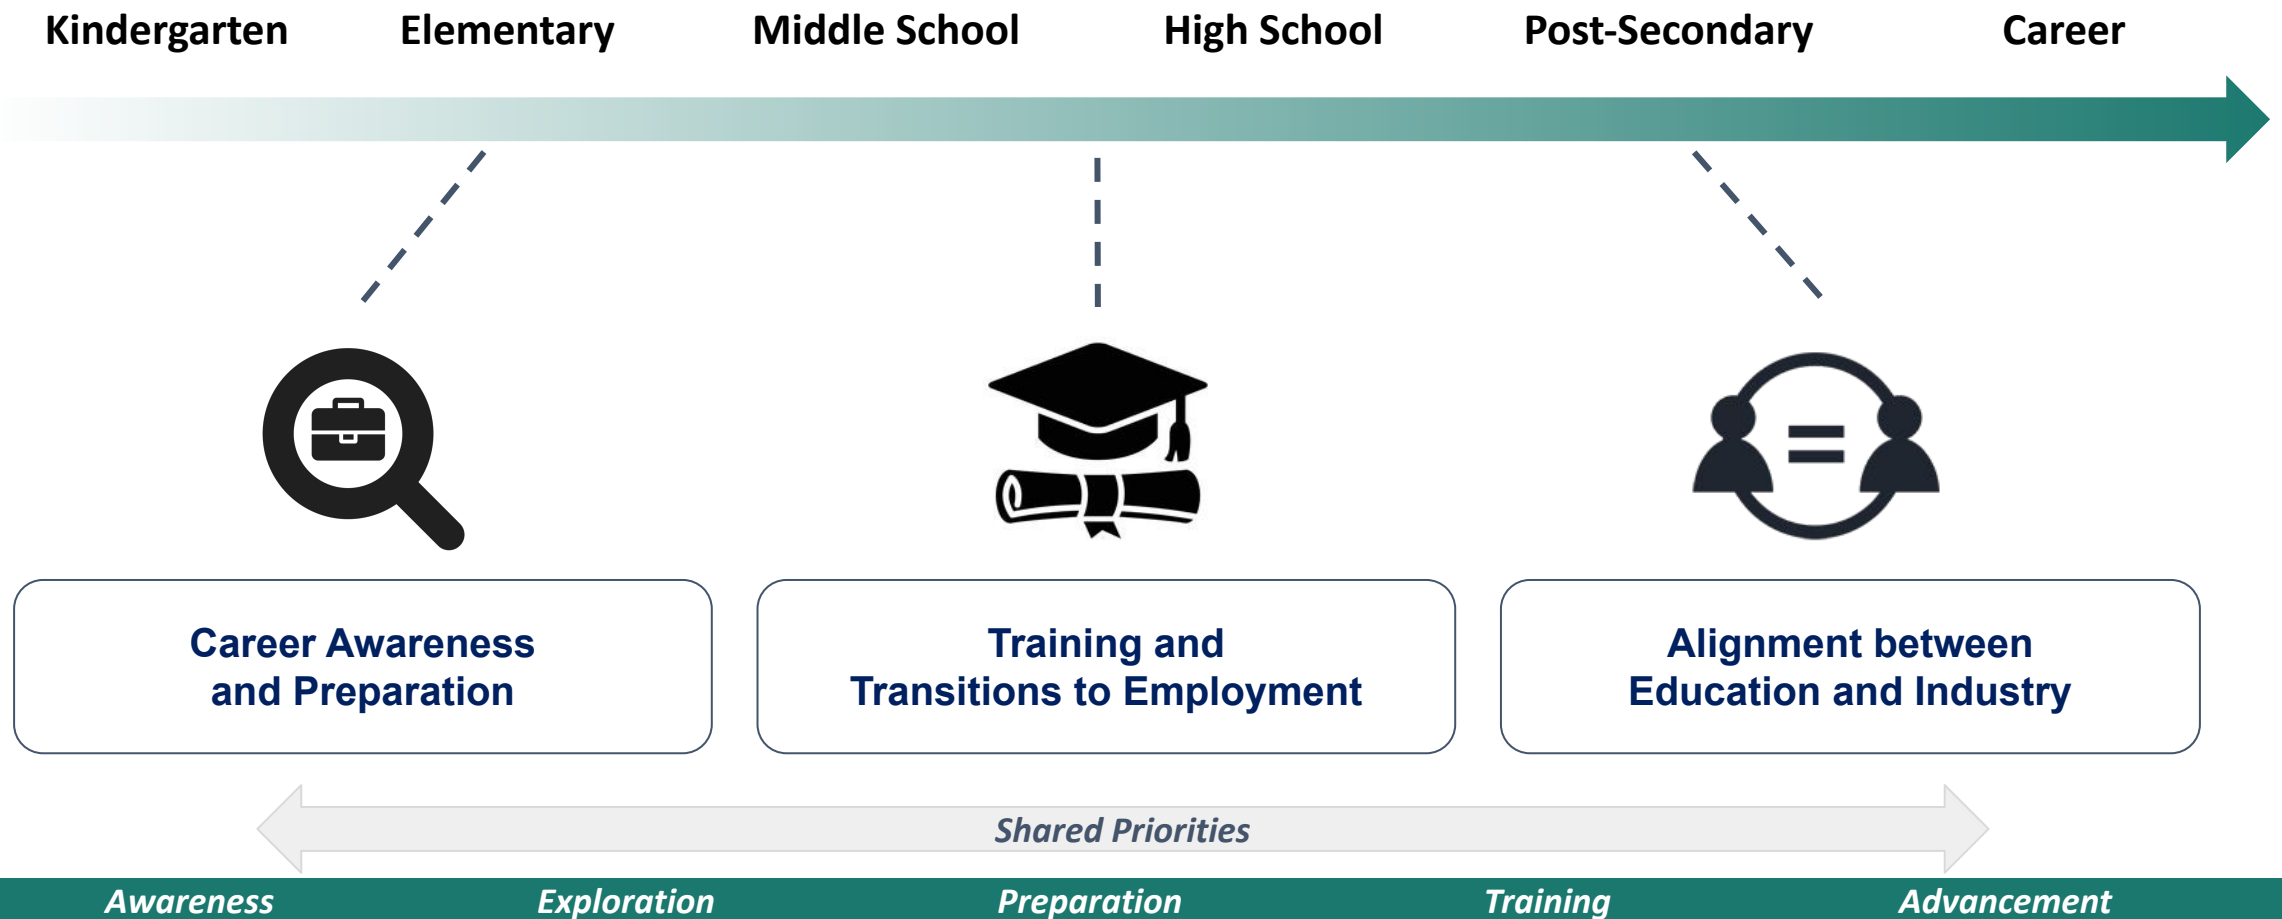 Kindergarten Elementary Middle School High School Post-Secondary Career
Career Awareness
and Preparation
Training and
Transitions to Employment
Alignment between
Education and Industry
Shared Priorities
Awareness Exploration Preparation Training Advancement